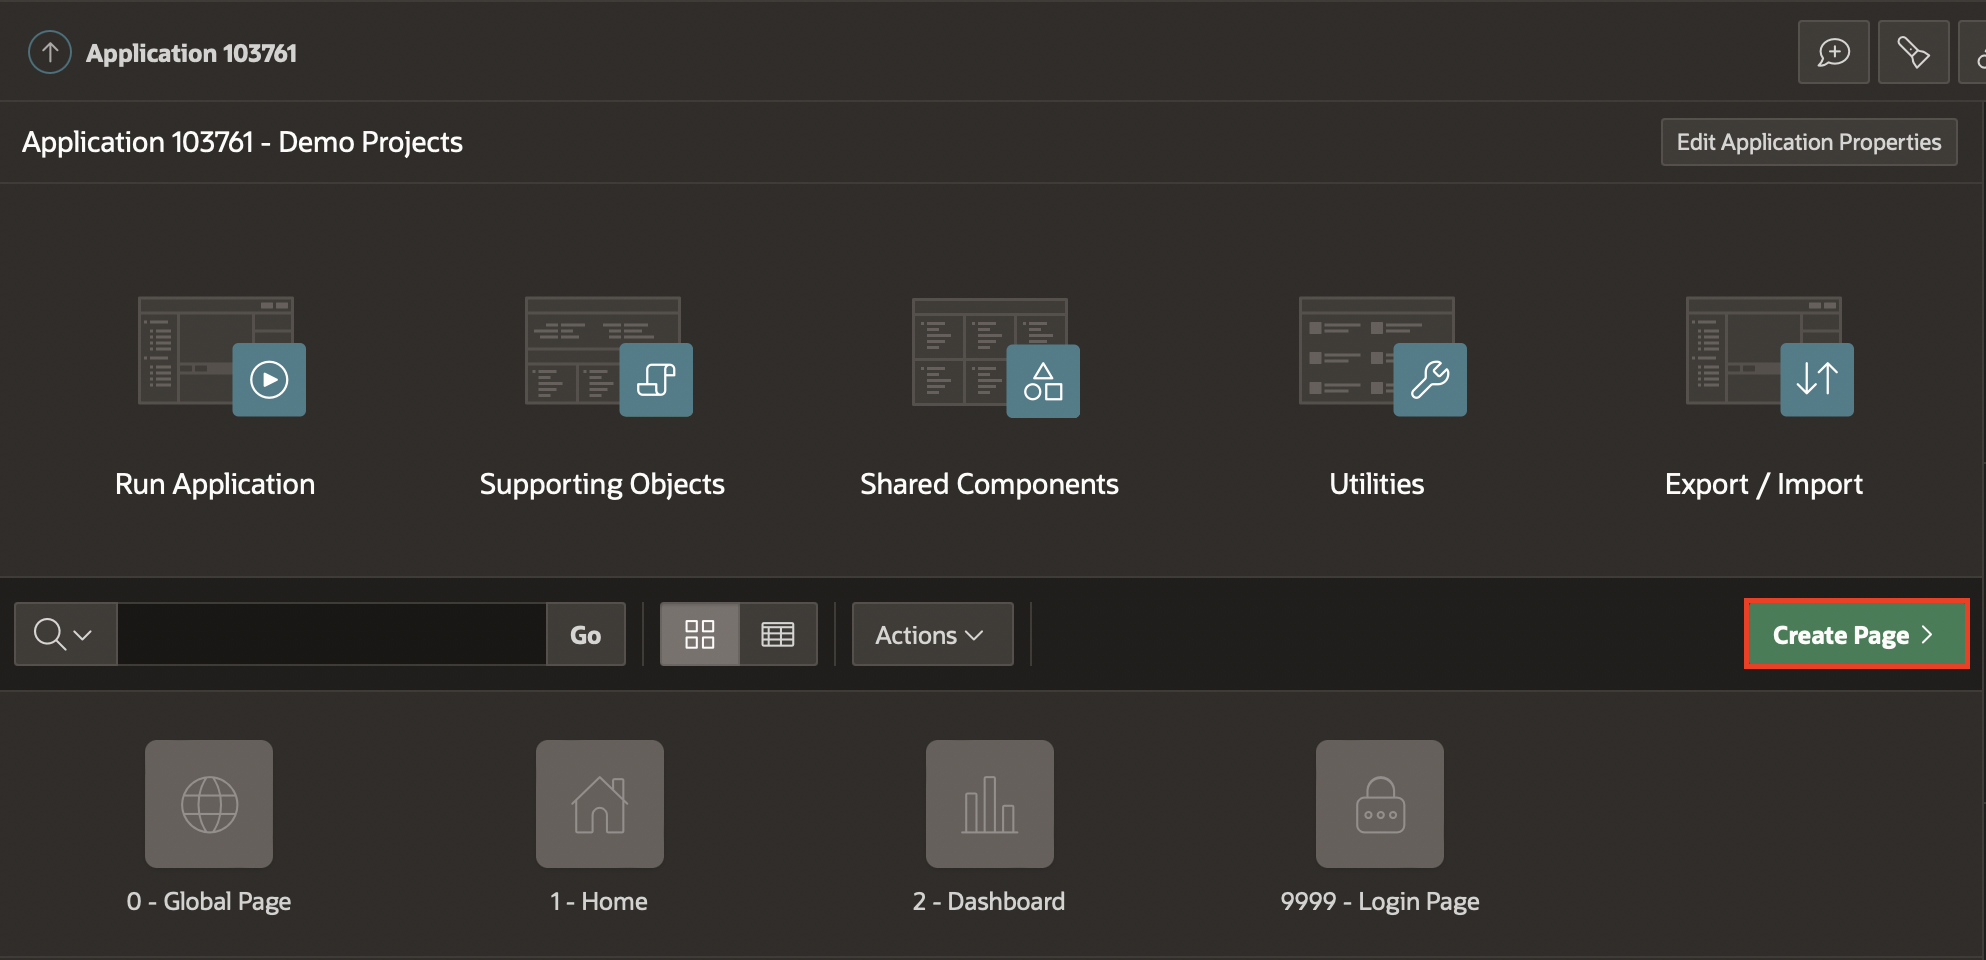 Application 103761
Application 103761 - Demo Projects
Edit Application Properties
Run Application
Supporting Objects
Shared Components
Utilities
Export / Import
Go
Actions
Create Page
0 - Global Page
1 - Home
2 - Dashboard
9999 - Login Page